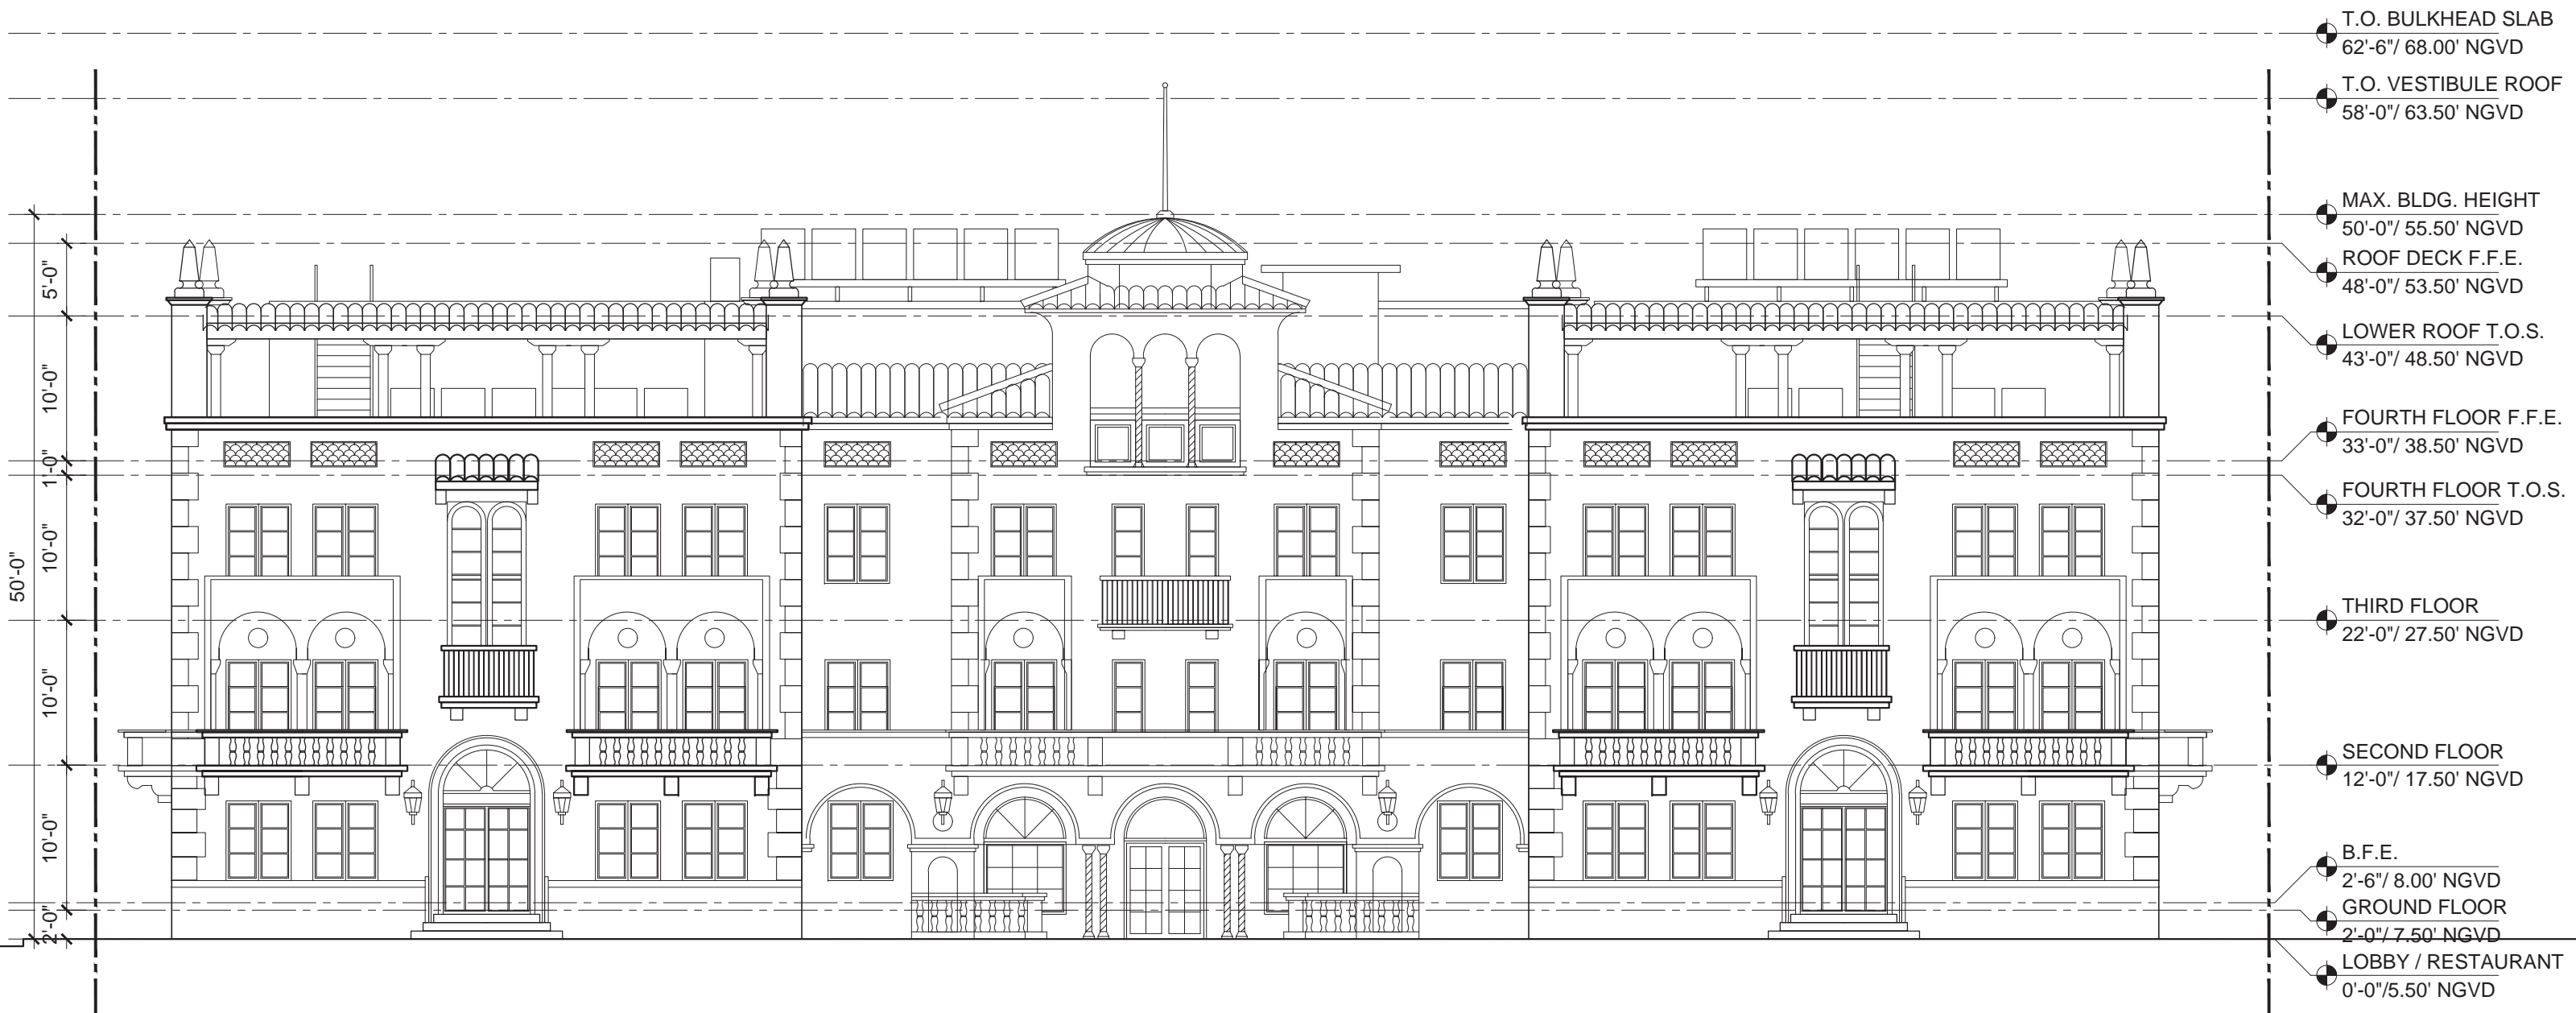 T.O. BULKHEAD SLAB
62'-6"/ 68.00' NGVD
T.O. VESTIBULE ROOF
58'-0"/ 63.50' NGVD
MAX. BLDG. HEIGHT
50'-0"/ 55.50' NGVD
ROOF DECK F.F.E.
48'-0"/ 53.50' NGVD
LOWER ROOF T.O.S.
43'-0"/ 48.50' NGVD
FOURTH FLOOR F.F.E.
33'-0"/ 38.50' NGVD
FOURTH FLOOR T.O.S.
32'-0"/ 37.50' NGVD
THIRD FLOOR
22'-0"/ 27.50' NGVD
SECOND FLOOR
12'-0"/ 17.50' NGVD
B.F.E.
2'-6"/ 8.00' NGVD
GROUND FLOOR
2'-0"/ 7.50' NGVD
LOBBY / RESTAURANT
0'-0"/5.50' NGVD
50'-0"
5'-0"
10'-0"
1'-0"
10'-0"
10'-0"
10'-0"
2'-0"